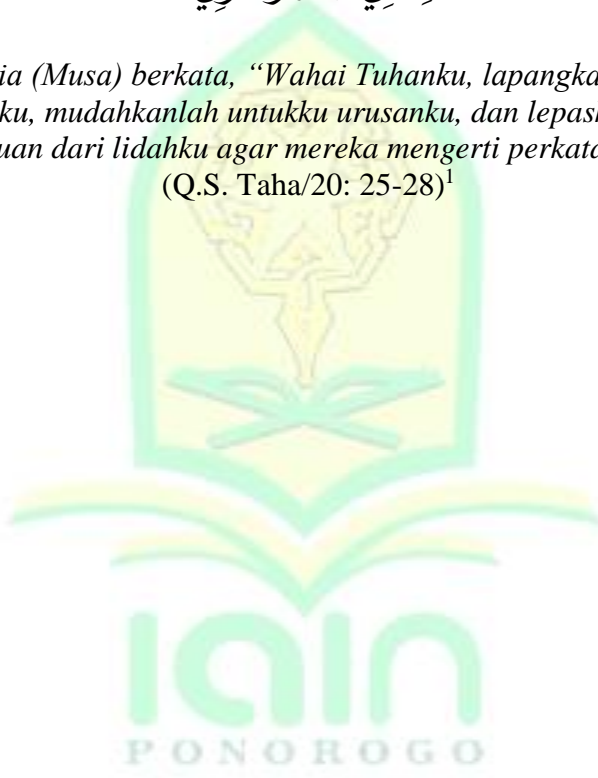 ia (Musa) berkata, “Wahai Tuhanku, lapangka
ku, mudahkanlah untukku urusanku, dan lepas
uan dari lidahku agar mereka mengerti perkata
(Q.S. Taha/20: 25-28)1
iain
PONOROGO